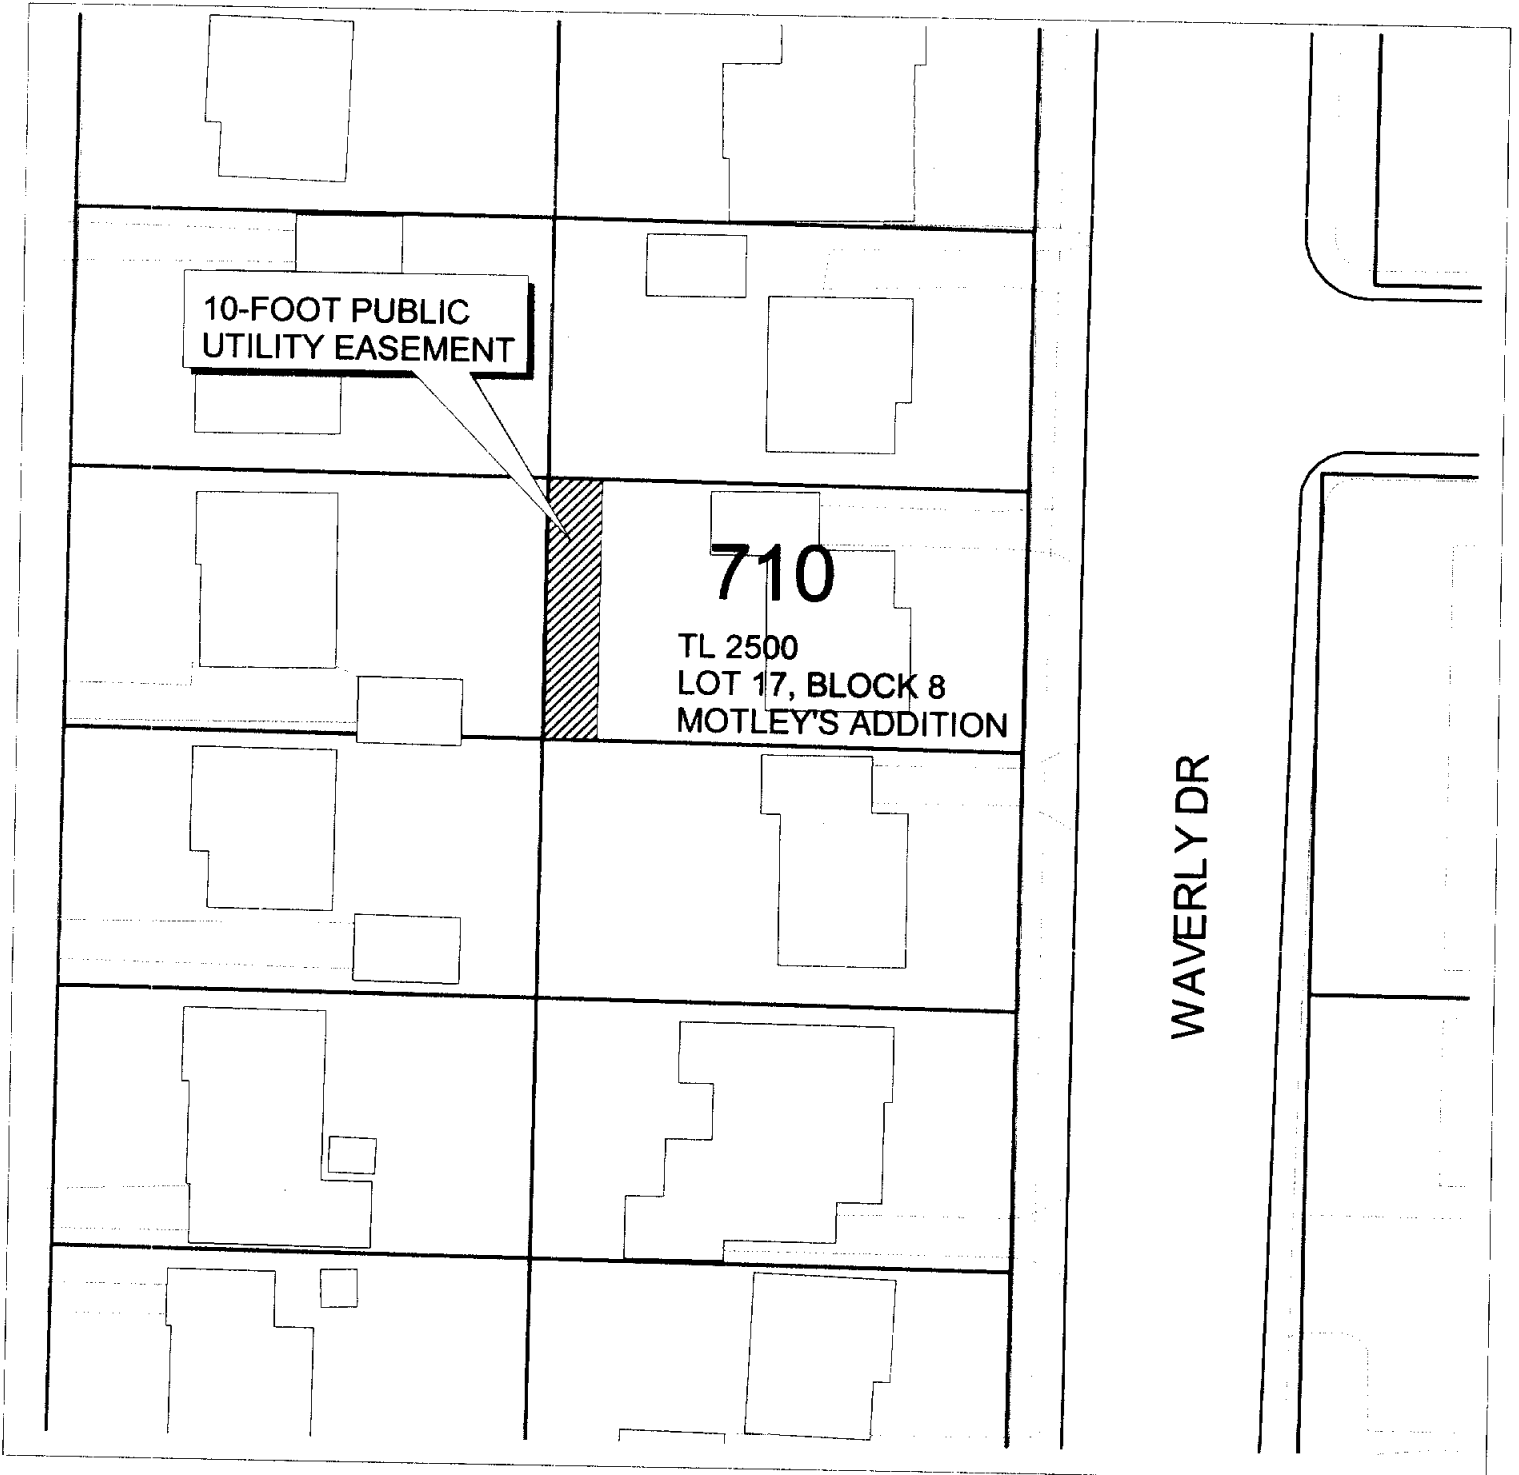 10-FOOT PUBLIC
UTILITY EASEMENT
710
TL 2500
LOT 17, BLOCK 8
MOTLEY'S ADDITION
WAVERLY DR